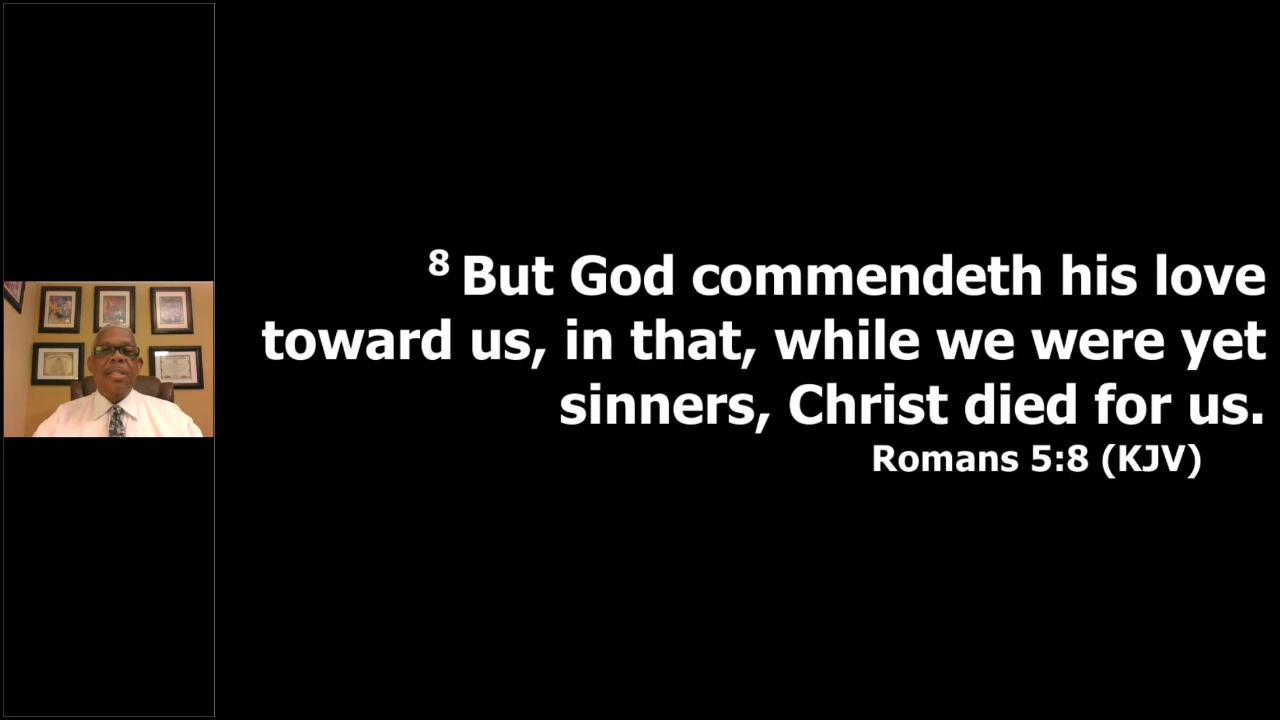 8 But God commendeth his love
toward us, in that, while we were yet
sinners, Christ died for us.
Romans 5:8 (KJV)